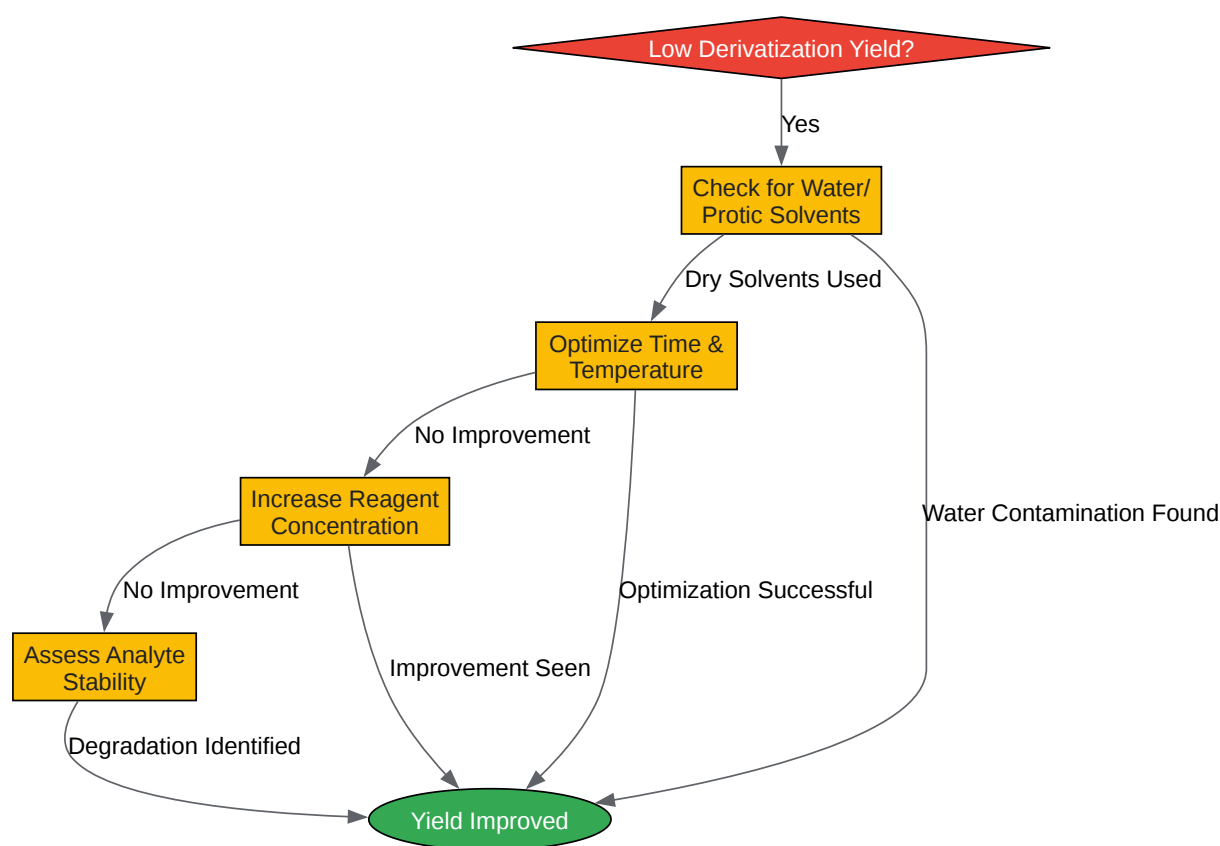 Low Derivatization Yield?
Yes
Check for Water/
Protic Solvents
Dry Solvents Used
Optimize Time &
Temperature
No Improvement
Increase Reagent
Concentration
Water Contamination Found
No Improvement
Optimization Successful
Assess Analyte
Stability
Improvement Seen
Degradation Identified
Yield Improved